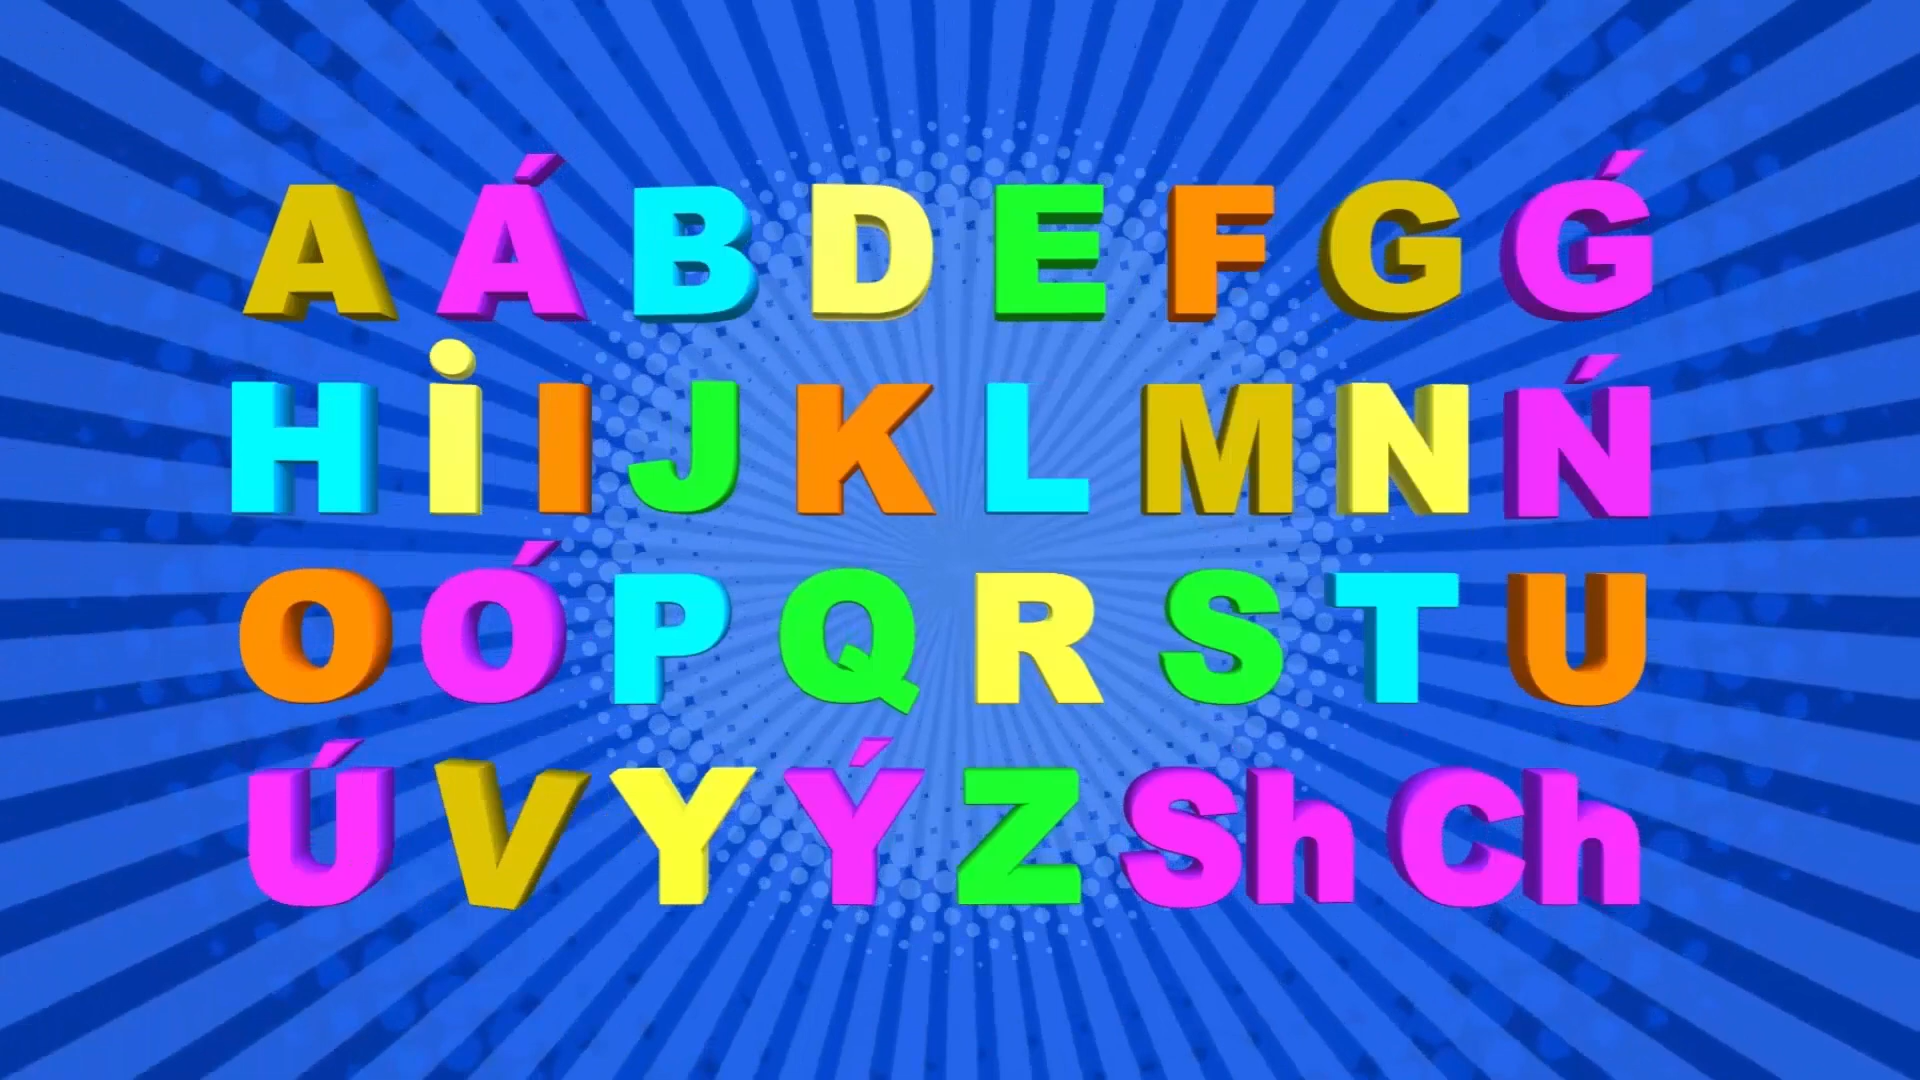 A Á B D E F G Ǵ
H i I J K L M N Ń
O Ó P Q R S T U
Ú V Y Ý Z Sh Ch